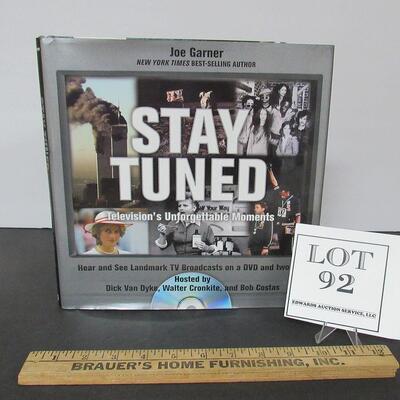 Joe Garner
NEW YORK TIMES BEST-SELLING AUTHOR
STAY
TUNED
Television's Unforgettable Moments
Hear and See Landmark TV Broadcasts on a DVD and two
Hosted by
Dick Van Dyke, Walter Cronkite, and Bob Costas
LOT
92
EDWARDS AUCTION SERVICE, LLC
BRAUER'S HOME FURNISHING, INC.